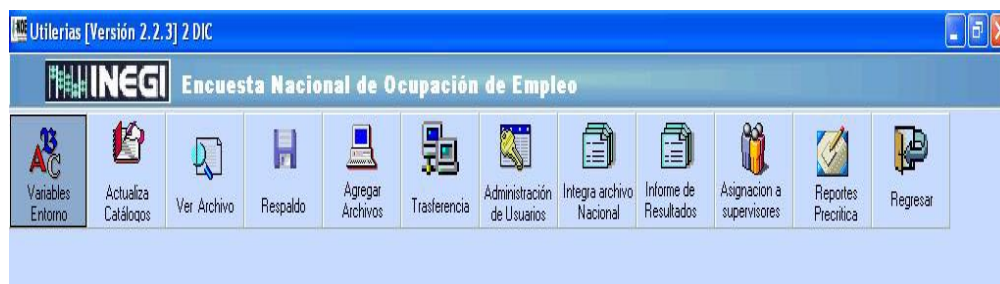 Utilerias [Versión 2.2.3] 2 DIC
INEGI Encuesta Nacional de Ocupación de Empleo
Variables
Entorno
Actualiza
Catálogos
Ver Archivo
Respaldo
Agregar
Archivos
Trasferencia
Administración
de Usuarios
Integra archivo
Nacional
Informe de
Resultados
Asignacion a
supervisores
Reportes
Precritica
Regresar